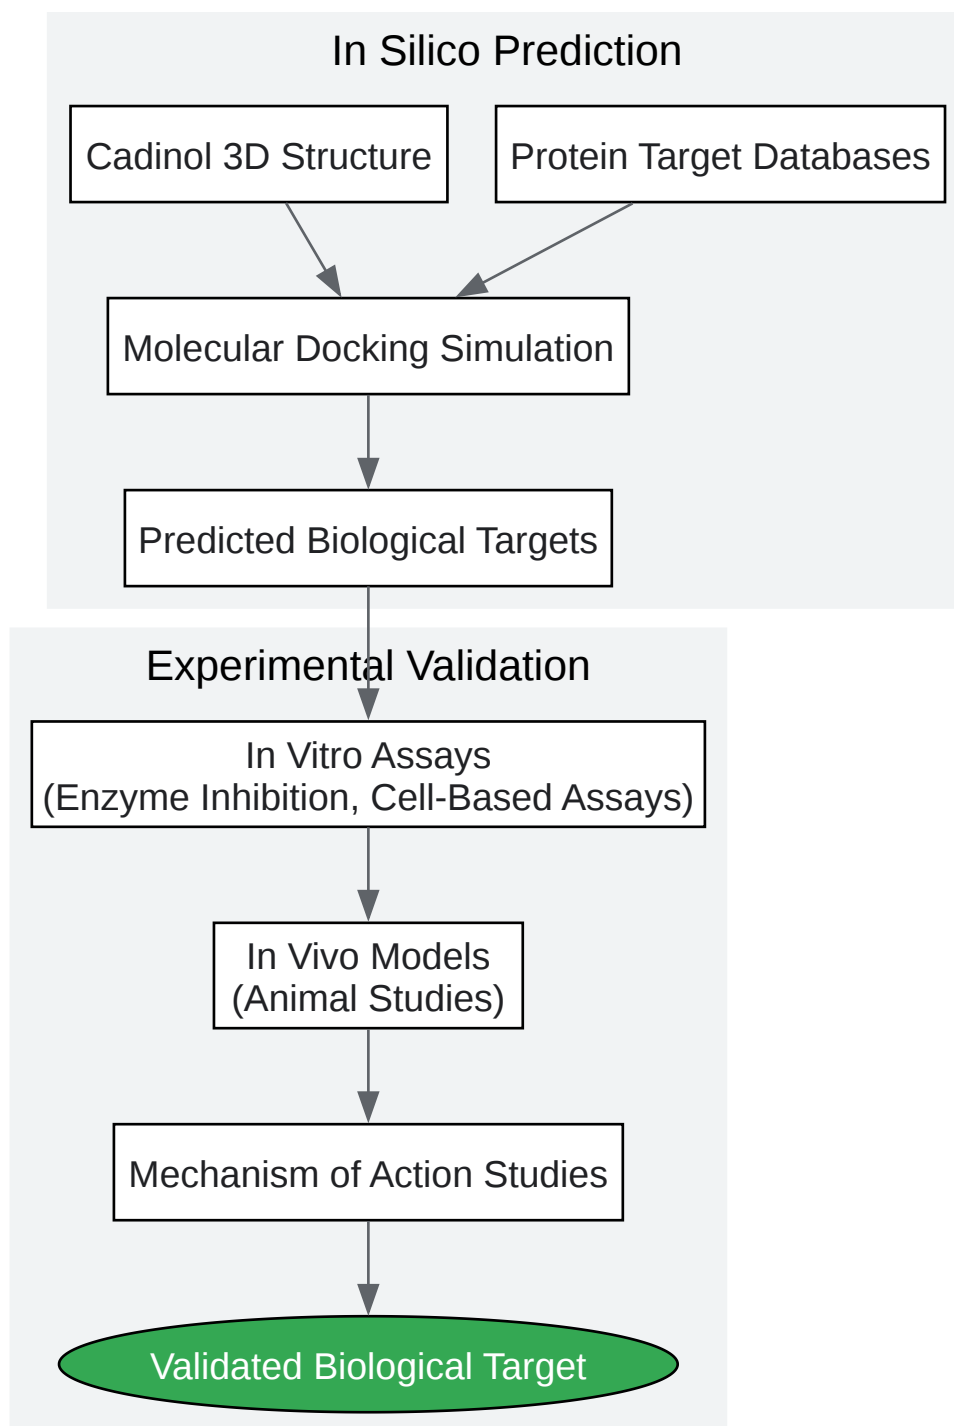 In Silico Prediction
Cadinol 3D Structure
Protein Target Databases
Molecular Docking Simulation
Predicted Biological Targets
Experimental Validation
In Vitro Assays
(Enzyme Inhibition, Cell-Based Assays)
In Vivo Models
(Animal Studies)
Mechanism of Action Studies
Validated Biological Target